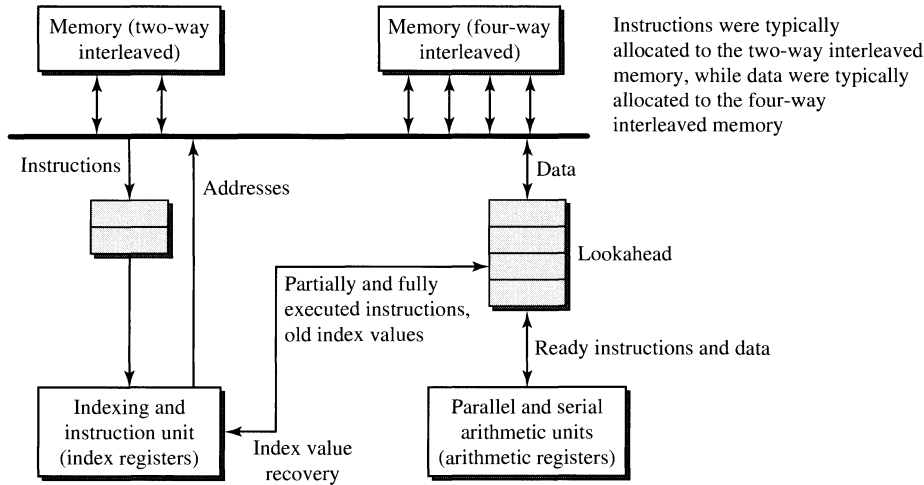 Memory (two-way
interleaved)
Memory (four-way
interleaved)
Instructions were typically
allocated to the two-way interleaved
memory, while data were typically
allocated to the four-way
interleaved memory
Instructions
Addresses
Data
Lookahead
Partially and fully
executed instructions,
old index values
Ready instructions and data
Indexing and
instruction unit
(index registers)
Index value
recovery
Parallel and serial
arithmetic units
(arithmetic registers)